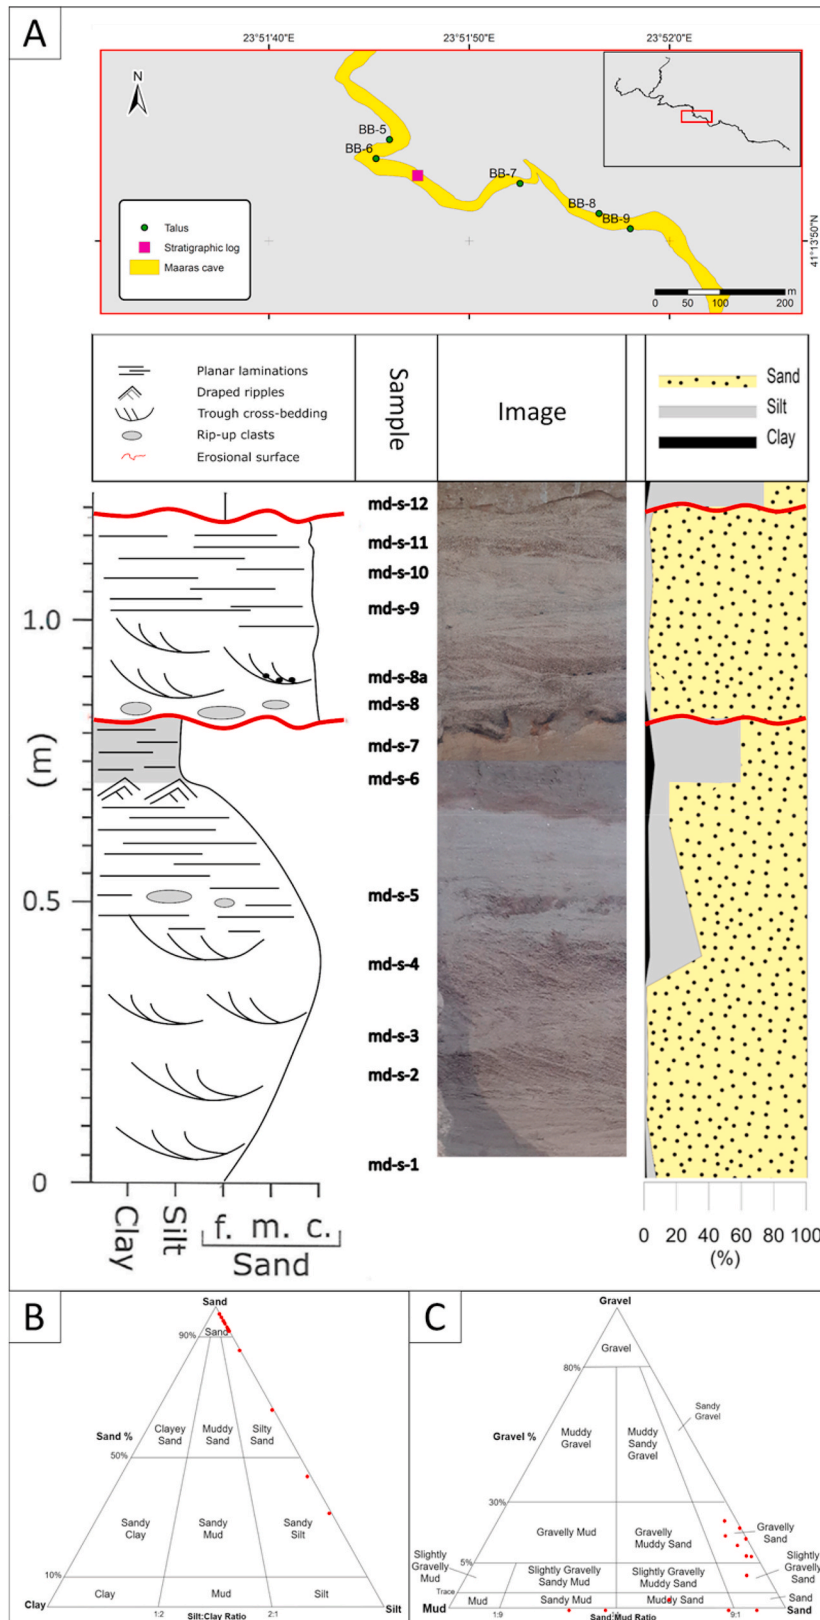 A
23°51'40"E
23°51'50"E
23°52'0"E
N
BB-5
BB-6
BB-7
BB-8
BB-9
41°13'50"N
Talus
Stratigraphic log
Maaras cave
m
0 50 100 200
Planar laminations
Draped ripples
Trough cross-bedding
Rip-up clasts
Erosional surface
Sample
Image
Sand
Silt
Clay
md-s-12
md-s-11
md-s-10
md-s-9
md-s-8a
md-s-8
md-s-7
md-s-6
md-s-5
md-s-4
md-s-3
md-s-2
md-s-1
1.0
(m)
0.5
0
Clay
Silt
f. m. c.
Sand
0 20 40 60 80 100
(%)
B
Sand
90%
Sand
Sand %
Clayey
Sand
Muddy
Sand
Silty
Sand
50%
Sandy
Clay
Sandy
Mud
Sandy
Silt
10%
Clay
Mud
Silt
Clay
1:2
Silt:Clay Ratio
2:1
Silt
C
Gravel
Gravel
80%
Sandy
Gravel
Gravel %
Muddy
Gravel
Muddy
Sandy
Gravel
30%
Gravelly Mud
Gravelly
Muddy Sand
Gravelly
Sand
5%
Slightly
Gravelly
Mud
Slightly Gravelly
Sandy Mud
Slightly Gravelly
Muddy Sand
Slightly
Gravelly
Sand
Trace
Mud
Sandy Mud
Muddy Sand
Sand
Mud
1:9
Sand:Mud Ratio
9:1
Sand